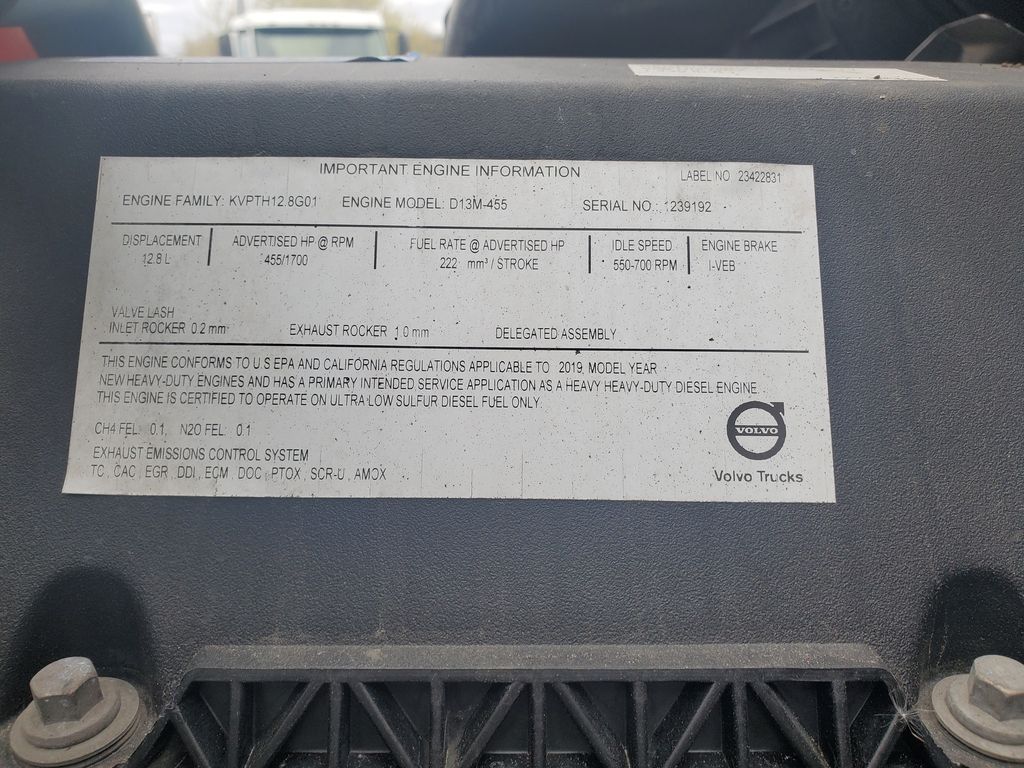 IMPORTANT ENGINE INFORMATION
LABEL NO 23422831
ENGINE FAMILY: KVPTH12.8G01 ENGINE MODEL: D13M-455 SERIAL NO.: 1239192
DISPLACEMENT
12.8 L
ADVERTISED HP @ RPM
455/1700
FUEL RATE @ ADVERTISED HP
222 mm³ / STROKE
IDLE SPEED
550-700 RPM
ENGINE BRAKE
I-VEB
VALVE LASH
INLET ROCKER 0.2 mm EXHAUST ROCKER 1.0 mm DELEGATED ASSEMBLY
THIS ENGINE CONFORMS TO U S EPA AND CALIFORNIA REGULATIONS APPLICABLE TO 2019 MODEL YEAR
NEW HEAVY-DUTY ENGINES AND HAS A PRIMARY INTENDED SERVICE APPLICATION AS A HEAVY HEAVY-DUTY DIESEL ENGINE.
THIS ENGINE IS CERTIFIED TO OPERATE ON ULTRA LOW SULFUR DIESEL FUEL ONLY.
CH4 FEL: 0.1, N2O FEL: 0.1
EXHAUST EMISSIONS CONTROL SYSTEM
TC, CAC, EGR, DDI, ECM, DOC, PTOX, SCR-U, AMOX
VOLVO
Volvo Trucks